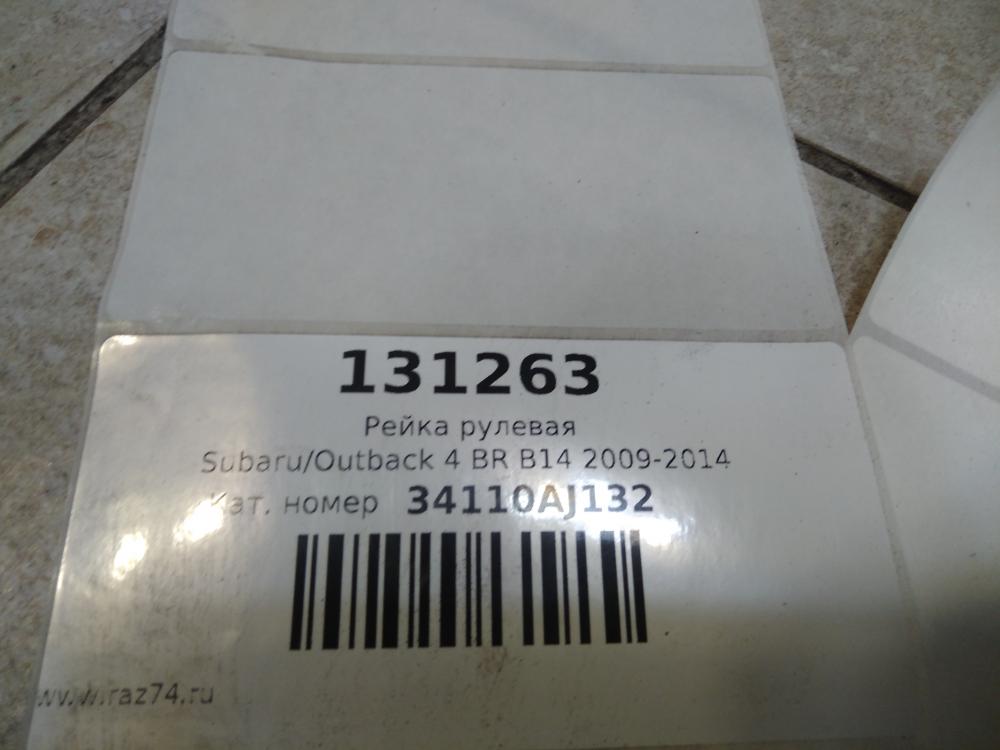 131263
Рейка рулевая
Subaru/Outback 4 BR B14 2009-2014
Кат. номер 34110AJ132
www.raz74.ru